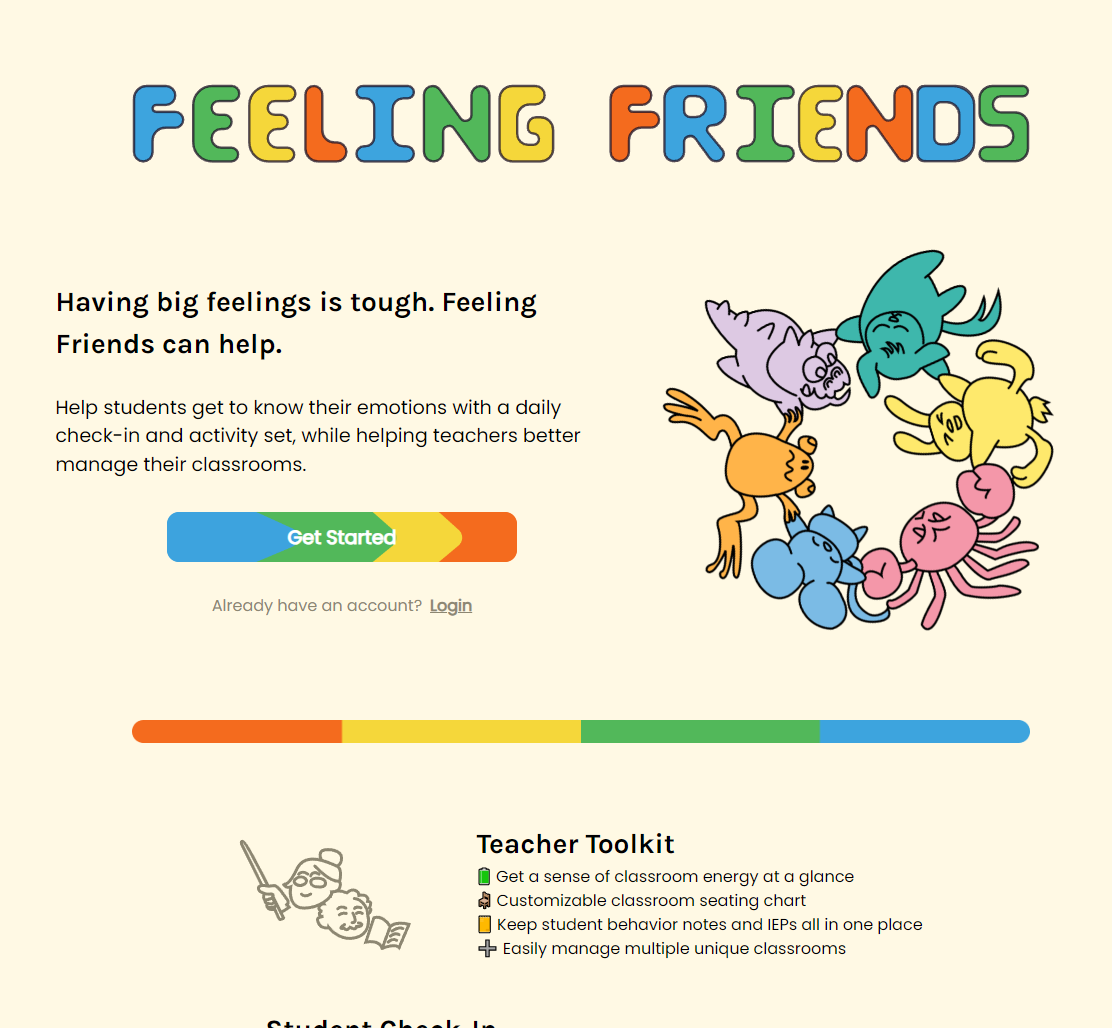 FEELING FRIENDS
Having big feelings is tough. Feeling
Friends can help.
Help students get to know their emotions with a daily
check-in and activity set, while helping teachers better
manage their classrooms.
Get Started
Already have an account? Login
Teacher Toolkit
Get a sense of classroom energy at a glance
Customizable classroom seating chart
Keep student behavior notes and IEPs all in one place
Easily manage multiple unique classrooms
Student Check-In